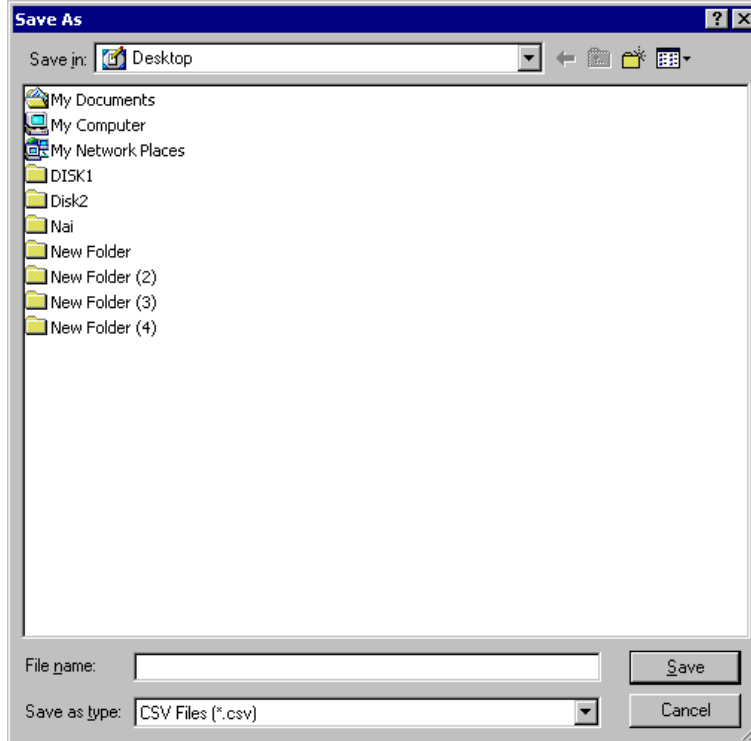 Save As
Save in: Desktop
My Documents
My Computer
My Network Places
DISK1
Disk2
Nai
New Folder
New Folder (2)
New Folder (3)
New Folder (4)
File name:
Save
Save as type: CSV Files (*.csv)
Cancel